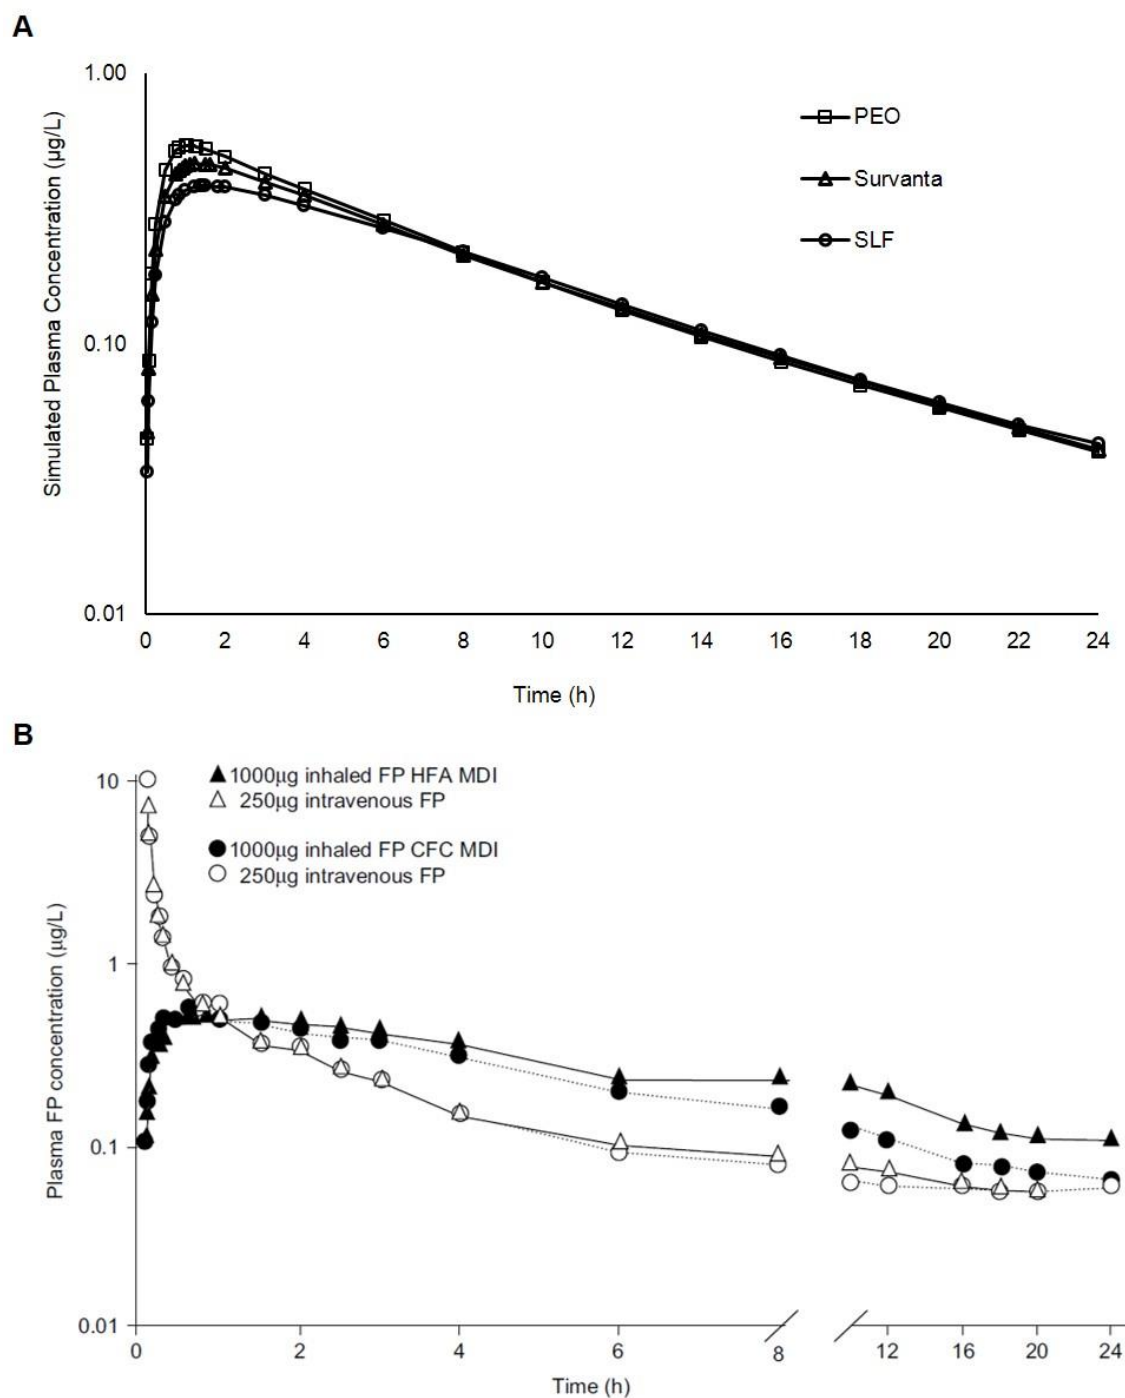 A
Simulated Plasma Concentration (µg/L)
1.00
0.10
0.01
PEO
Survanta
SLF
0 2 4 6 8 10 12 14 16 18 20 22 24
Time (h)
B
Plasma FP concentration (µg/L)
10
1
0.1
0.01
1000µg inhaled FP HFA MDI
250µg intravenous FP
1000µg inhaled FP CFC MDI
250µg intravenous FP
0 2 4 6 8 12 16 20 24
Time (h)